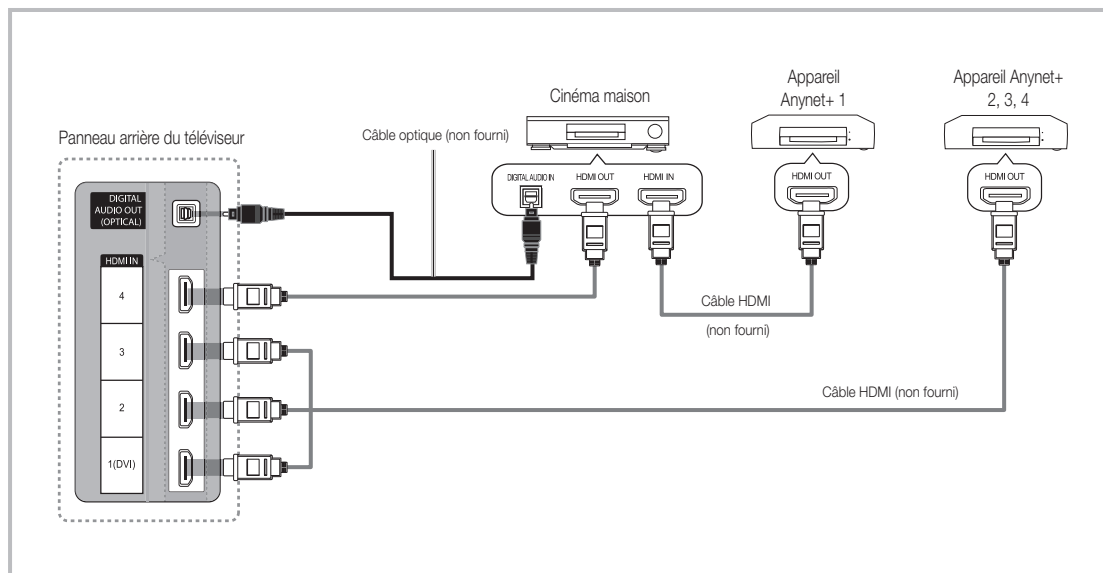 Panneau arrière du téléviseur
Câble optique (non fourni)
Cinéma maison
Appareil
Anynet+ 1
Appareil Anynet+
2, 3, 4
DIGITAL
AUDIO OUT
(OPTICAL)
DIGITAL AUDIO IN
HDMI OUT
HDMI IN
HDMI OUT
HDMI OUT
HDMI IN
4
3
2
1(DVI)
Câble HDMI
(non fourni)
Câble HDMI (non fourni)